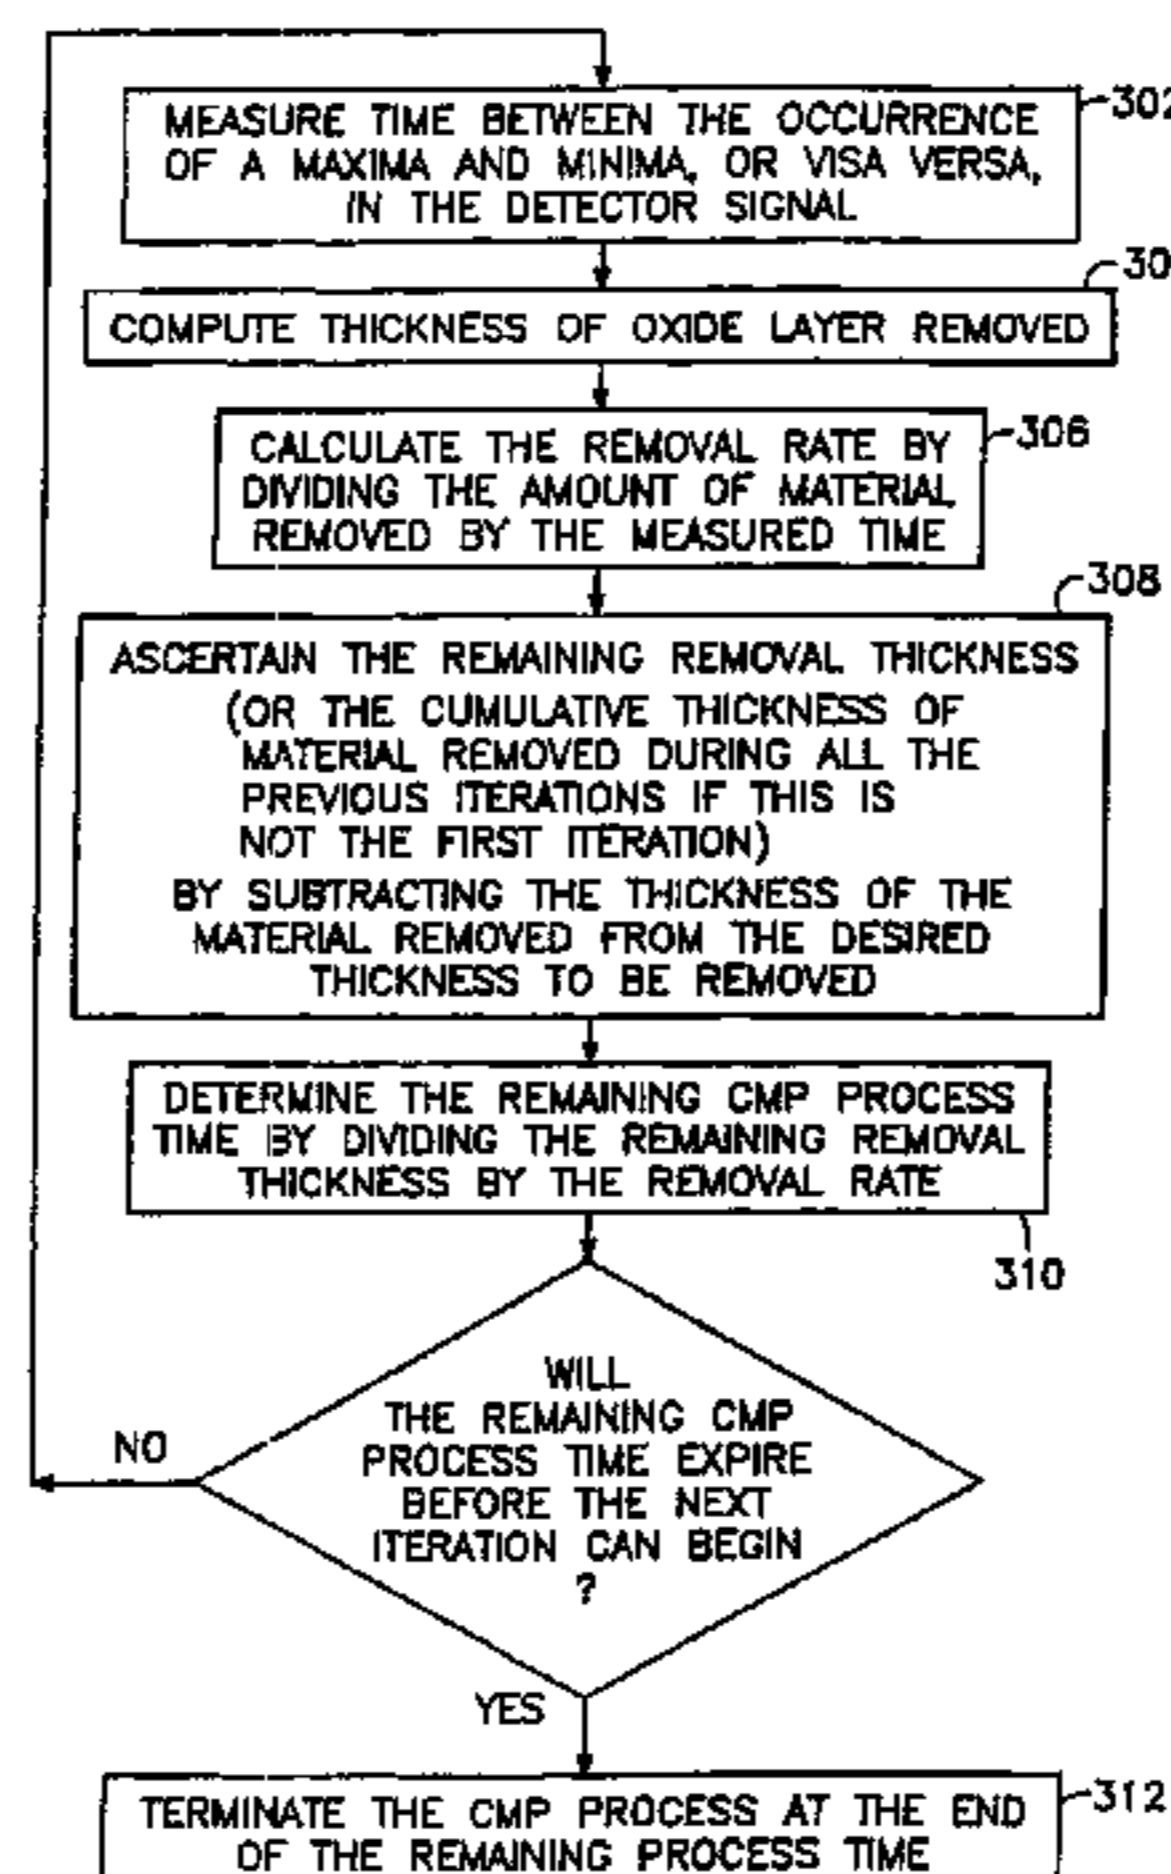 302
MEASURE TIME BETWEEN THE OCCURRENCE
OF A MAXIMA AND MINIMA, OR VISA VERSA,
IN THE DETECTOR SIGNAL
30
COMPUTE THICKNESS OF OXIDE LAYER REMOVED
306
CALCULATE THE REMOVAL RATE BY
DIVIDING THE AMOUNT OF MATERIAL
REMOVED BY THE MEASURED TIME
308
ASCERTAIN THE REMAINING REMOVAL THICKNESS
(OR THE CUMULATIVE THICKNESS OF
MATERIAL REMOVED DURING ALL THE
PREVIOUS ITERATIONS IF THIS IS
NOT THE FIRST ITERATION)
BY SUBTRACTING THE THICKNESS OF THE
MATERIAL REMOVED FROM THE DESIRED
THICKNESS TO BE REMOVED
DETERMINE THE REMAINING CMP PROCESS
TIME BY DIVIDING THE REMAINING REMOVAL
THICKNESS BY THE REMOVAL RATE
310
WILL
THE REMAINING CMP
PROCESS TIME EXPIRE
BEFORE THE NEXT
ITERATION CAN BEGIN
?
NO
YES
312
TERMINATE THE CMP PROCESS AT THE END
OF THE REMAINING PROCESS TIME